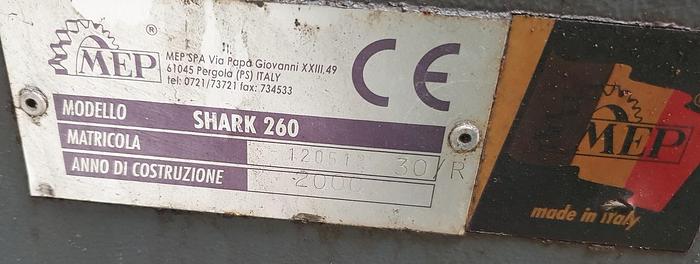 MEP ®
MEP SPA Via Papa Giovanni XXIII,49
61045 Pergola (PS) ITALY
tel: 0721/73721 fax: 734533
CE
MODELLO SHARK 260
MATRICOLA 30/R
ANNO DI COSTRUZIONE 2000
MEP
made in Italy